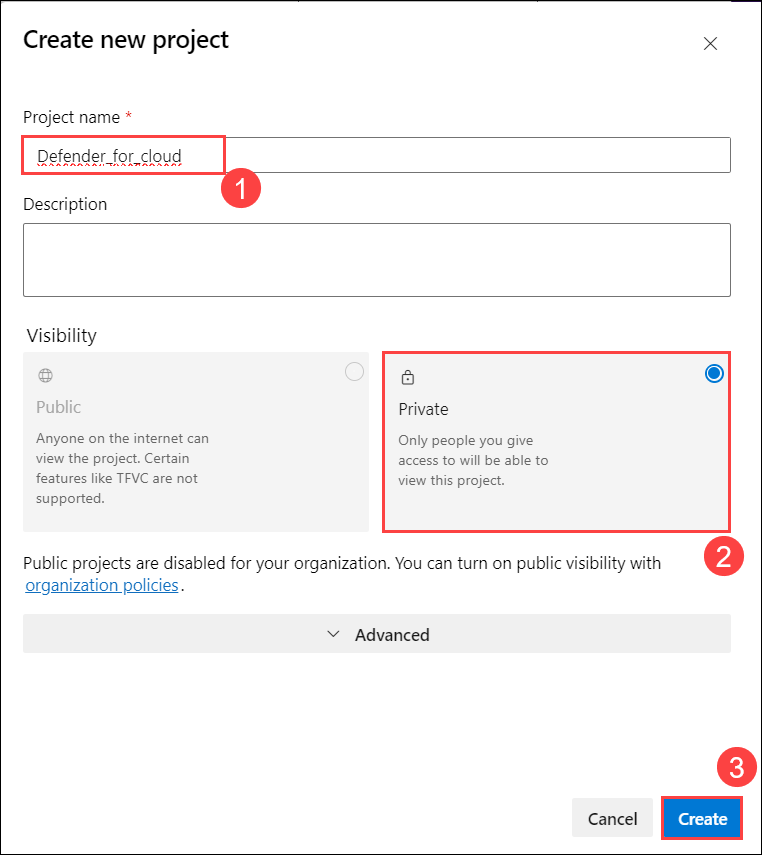 Create new project
Project name *
Defender_for_cloud
1
Description
Visibility
Public
Anyone on the internet can
view the project. Certain
features like TFVC are not
supported.
Private
Only people you give
access to will be able to
view this project.
2
Public projects are disabled for your organization. You can turn on public visibility with
organization policies.
Advanced
3
Cancel
Create